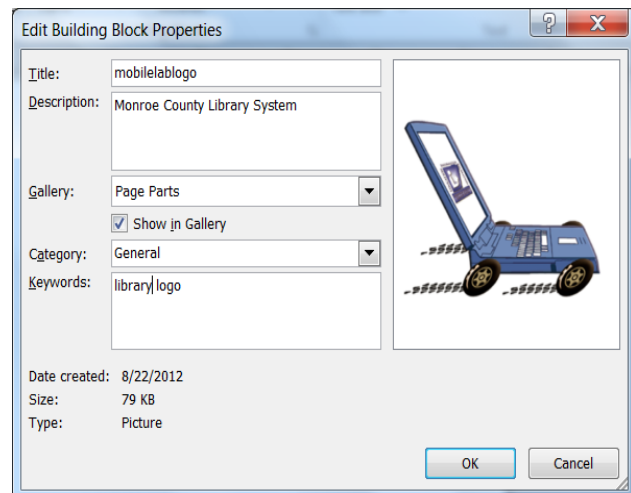 Edit Building Block Properties
Title: mobilelablogo
Description: Monroe County Library System
Gallery: Page Parts
Show in Gallery
Category: General
Keywords: library logo
Date created: 8/22/2012
Size: 79 KB
Type: Picture
OK Cancel